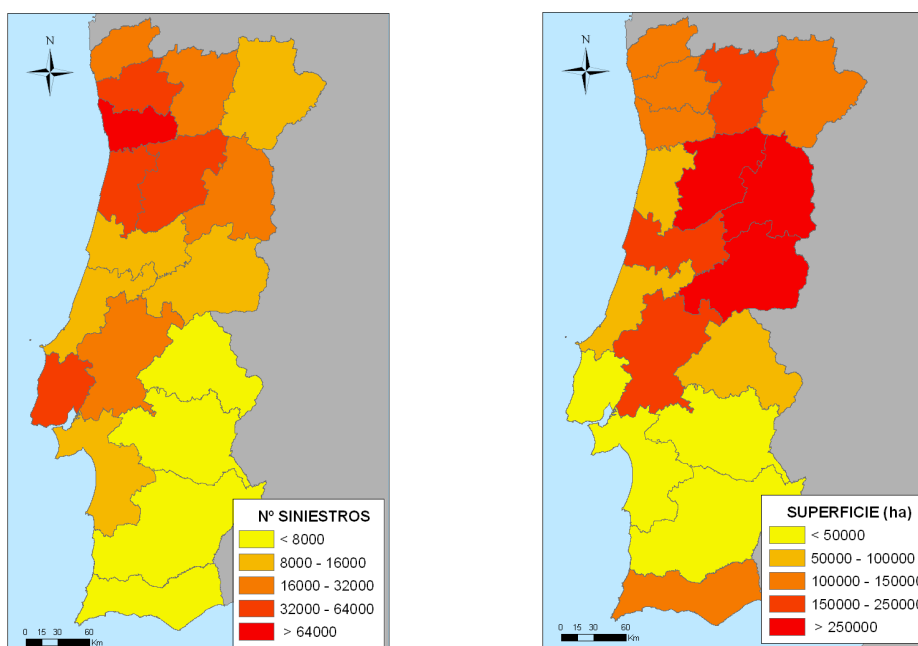 N
Nº SINIESTROS
< 8000
8000 - 16000
16000 - 32000
32000 - 64000
> 64000
0 15 30 60
Km
N
SUPERFICIE (ha)
< 50000
50000 - 100000
100000 - 150000
150000 - 250000
> 250000
0 15 30 60
Km